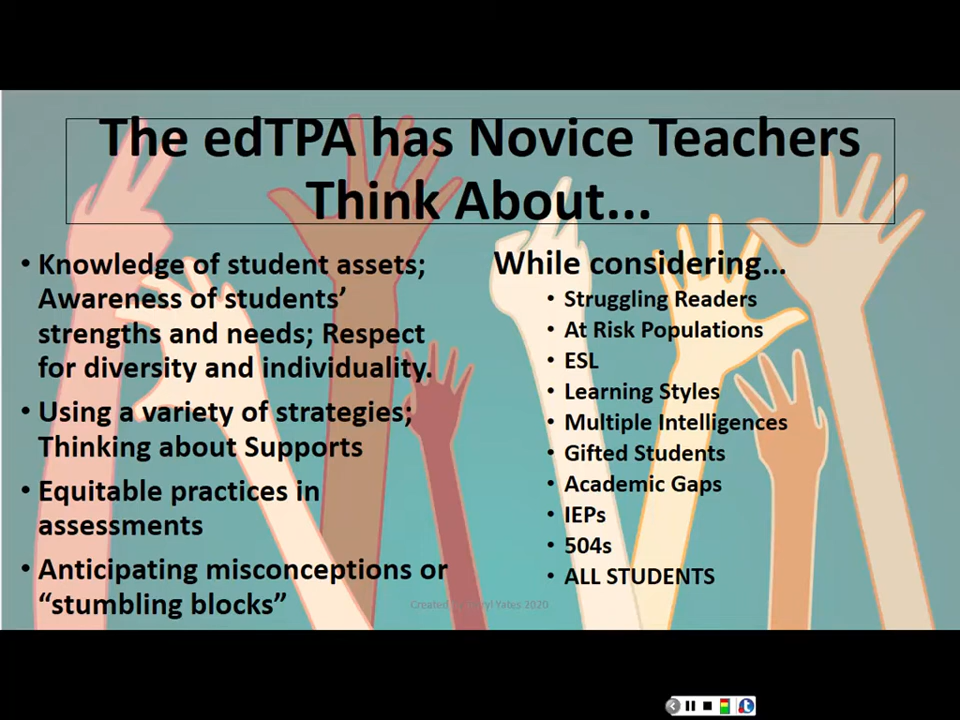 The edTPA has Novice Teachers
Think About...
• Knowledge of student assets;
Awareness of students’
strengths and needs; Respect
for diversity and individuality.
• Using a variety of strategies;
Thinking about Supports
• Equitable practices in
assessments
• Anticipating misconceptions or
“stumbling blocks”
While considering…
• Struggling Readers
• At Risk Populations
• ESL
• Learning Styles
• Multiple Intelligences
• Gifted Students
• Academic Gaps
• IEPs
• 504s
• ALL STUDENTS
Created Yates 2020